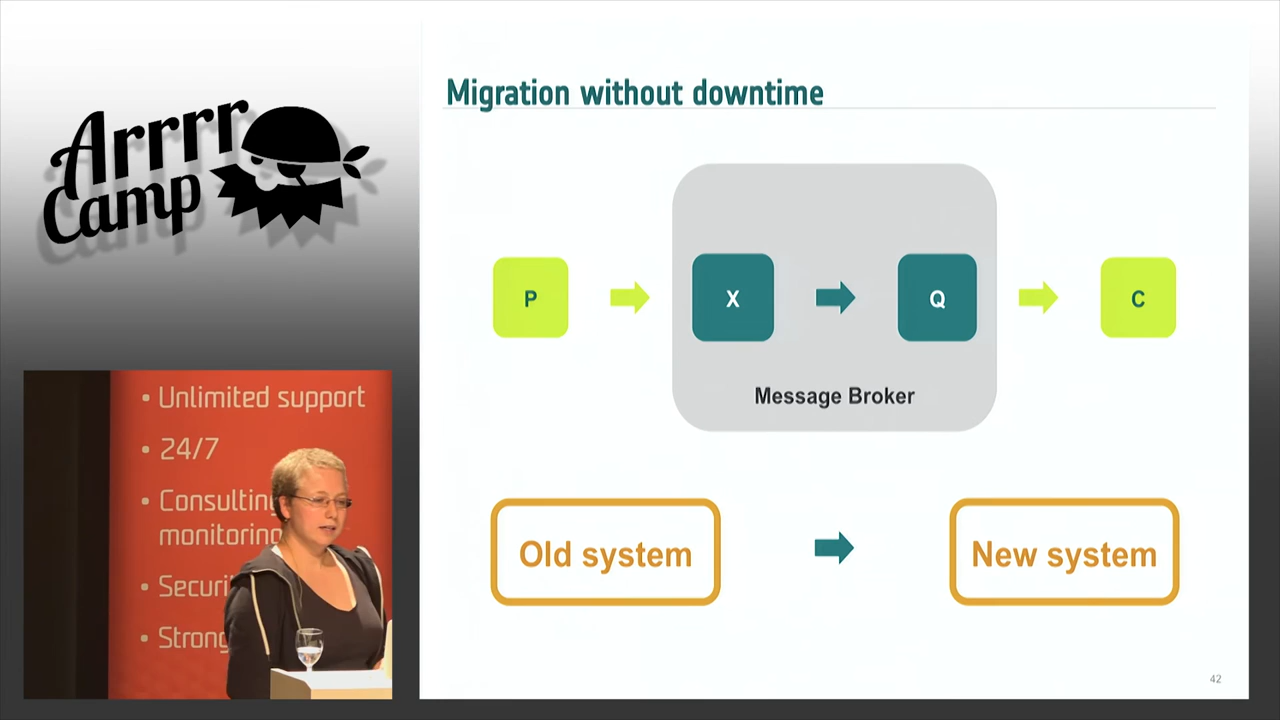 Arrrr
Camp
Migration without downtime
P
X
Q
C
Message Broker
Old system
New system
42
• Unlimited support
• 24/7
• Consulting
monitoring
• Securi
• Strong